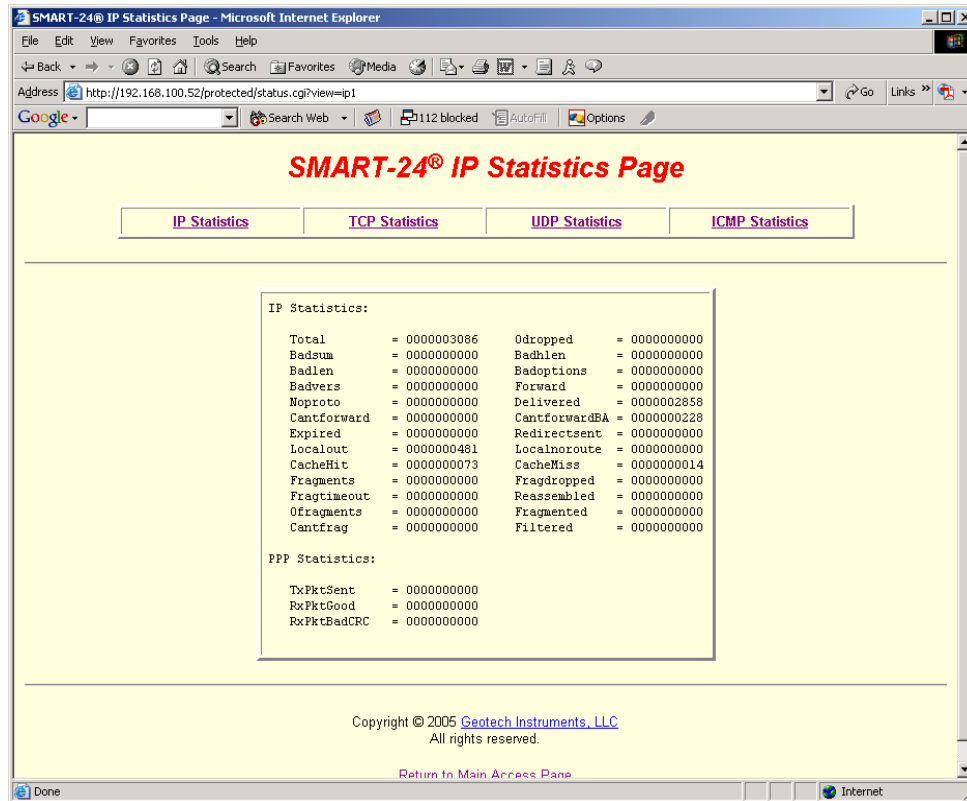 SMART-24® IP Statistics Page - Microsoft Internet Explorer
File Edit View Favorites Tools Help
Back Search Favorites Media
Address http://192.168.100.52/protected/status.cgi?view=ip1 Go Links »
Google Search Web 112 blocked AutoFill Options
SMART-24® IP Statistics Page
IP Statistics TCP Statistics UDP Statistics ICMP Statistics
IP Statistics:
Total = 0000003086 Odropped = 0000000000
Badsum = 0000000000 Badhlen = 0000000000
Badlen = 0000000000 Badoptions = 0000000000
Badvers = 0000000000 Forward = 0000000000
Noproto = 0000000000 Delivered = 0000002858
Cantforward = 0000000000 CantforwardBA = 0000000228
Expired = 0000000000 Redirectsent = 0000000000
Localout = 0000000481 Localnoroute = 0000000000
CacheHit = 0000000073 CacheMiss = 0000000014
Fragments = 0000000000 Fragdropped = 0000000000
Fragtimeout = 0000000000 Reassembled = 0000000000
Ofragments = 0000000000 Fragmented = 0000000000
Cantfrag = 0000000000 Filtered = 0000000000
PPP Statistics:
TxPktSent = 0000000000
RxPktGood = 0000000000
RxPktBadCRC = 0000000000
Copyright © 2005 Geotech Instruments, LLC
All rights reserved.
Return to Main Access Page
Done Internet